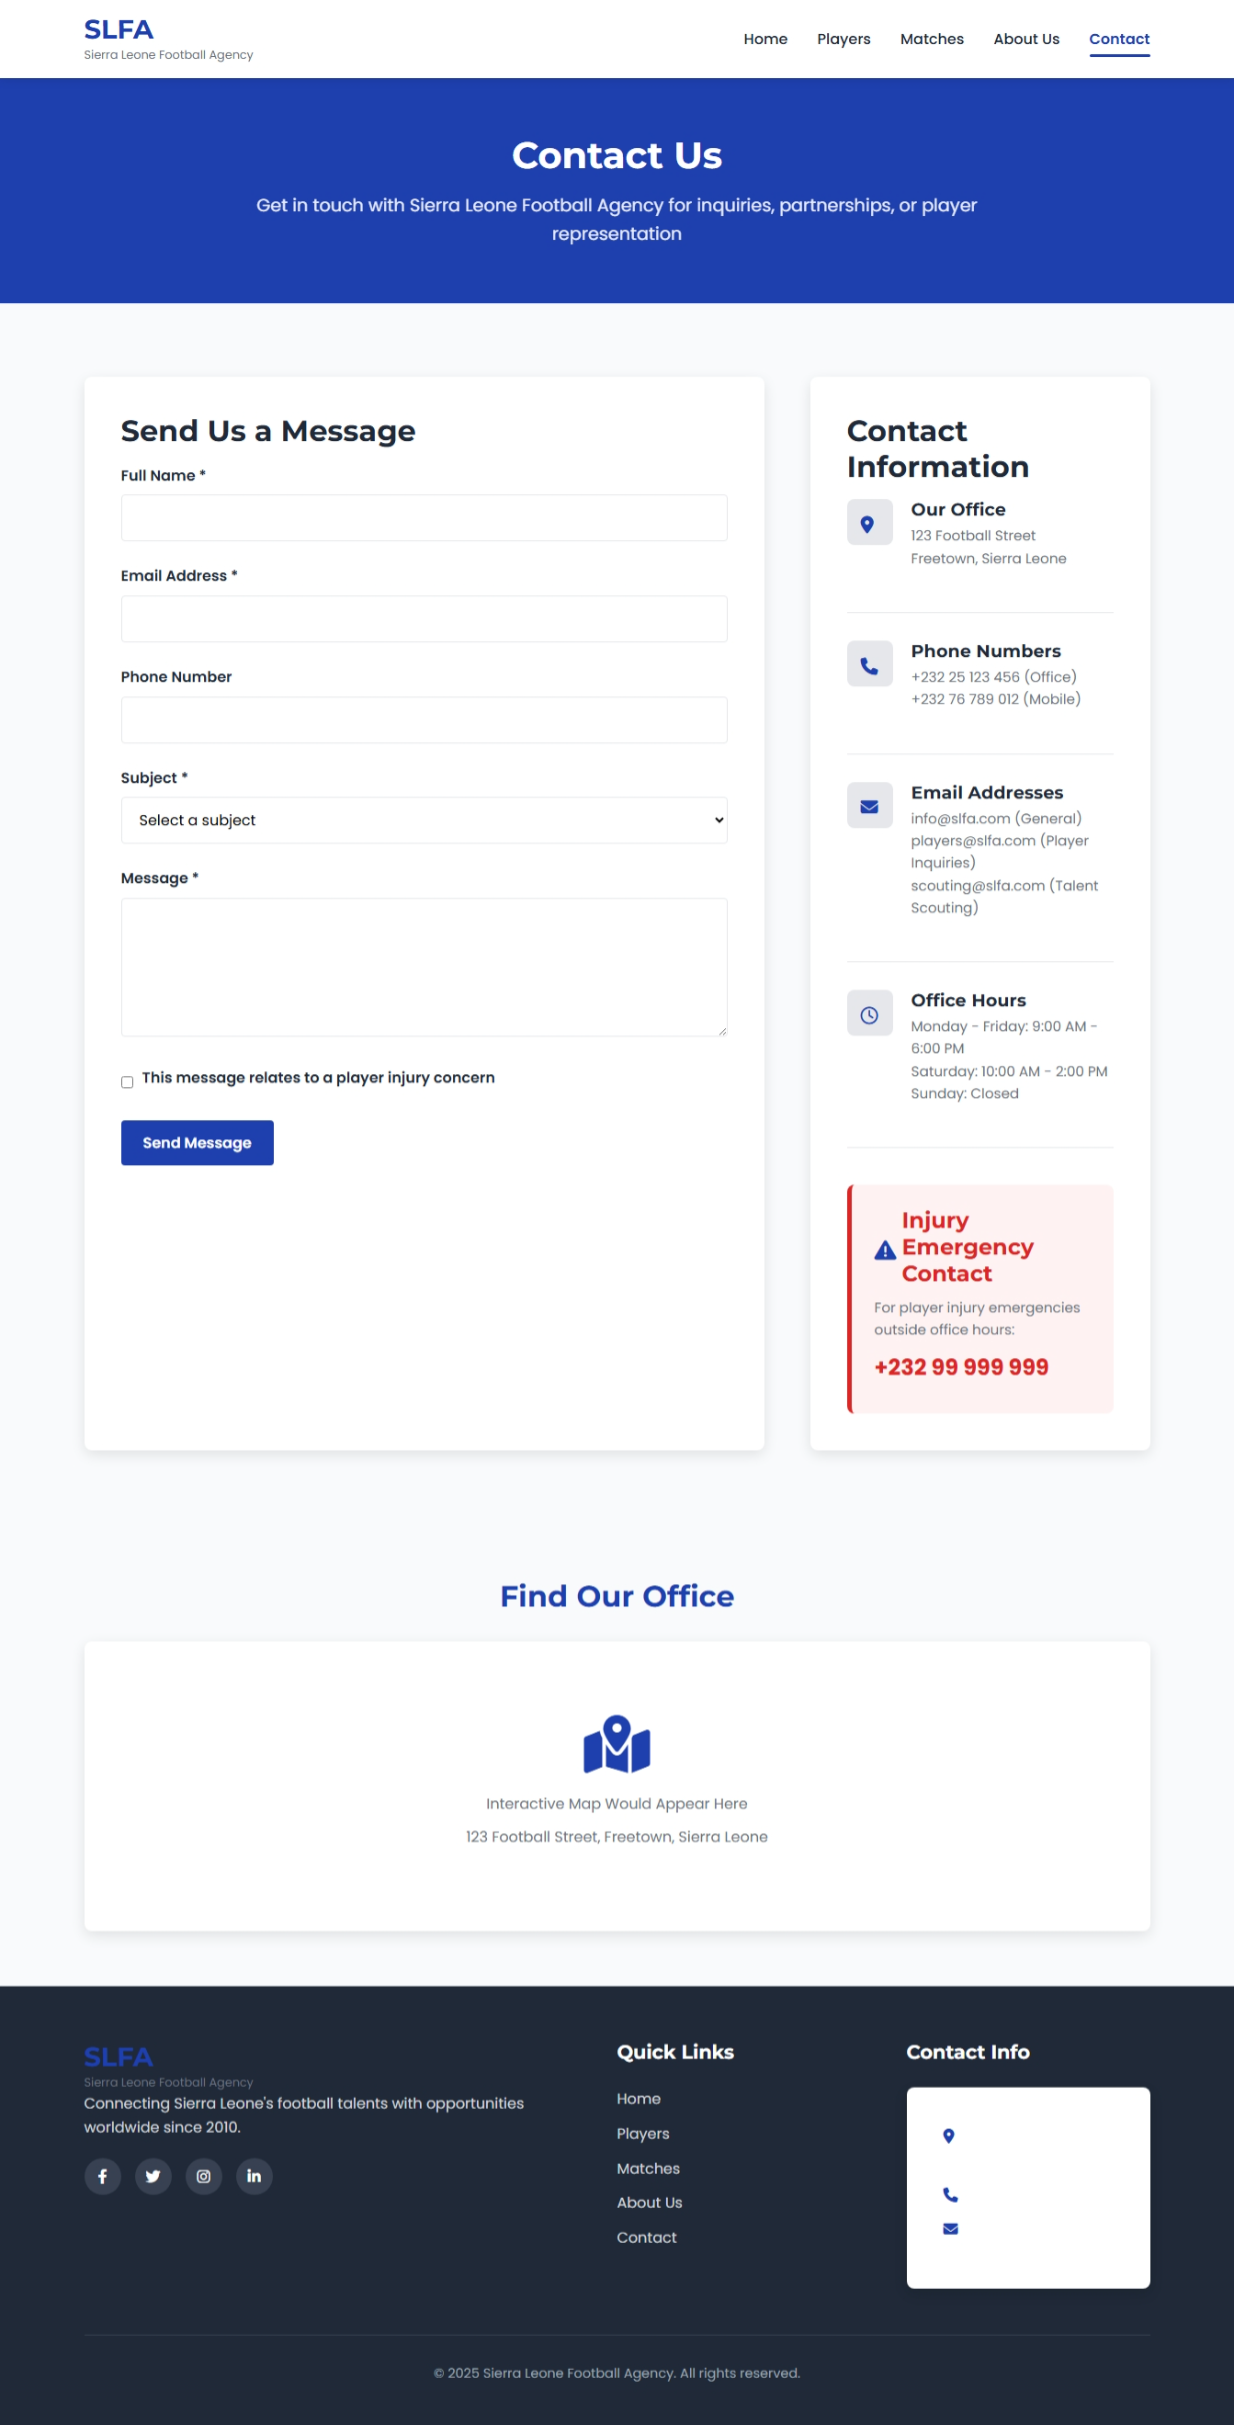 SLFA
Sierra Leone Football Agency
Home
Players
Matches
About Us
Contact
Contact Us
Get in touch with Sierra Leone Football Agency for inquiries, partnerships, or player
representation
Send Us a Message
Full Name *
Email Address *
Phone Number
Subject *
Select a subject
Message *
This message relates to a player injury concern
Send Message
Contact
Information
Our Office
123 Football Street
Freetown, Sierra Leone
Phone Numbers
+232 25 123 456 (Office)
+232 76 789 012 (Mobile)
Email Addresses
info@slfa.com (General)
players@slfa.com (Player
Inquiries)
scouting@slfa.com (Talent
Scouting)
Office Hours
Monday - Friday: 9:00 AM -
6:00 PM
Saturday: 10:00 AM - 2:00 PM
Sunday: Closed
Injury
Emergency
Contact
For player injury emergencies
outside office hours:
+232 99 999 999
Find Our Office
Interactive Map Would Appear Here
123 Football Street, Freetown, Sierra Leone
SLFA
Sierra Leone Football Agency
Connecting Sierra Leone's football talents with opportunities
worldwide since 2010.
Quick Links
Home
Players
Matches
About Us
Contact
Contact Info
© 2025 Sierra Leone Football Agency. All rights reserved.